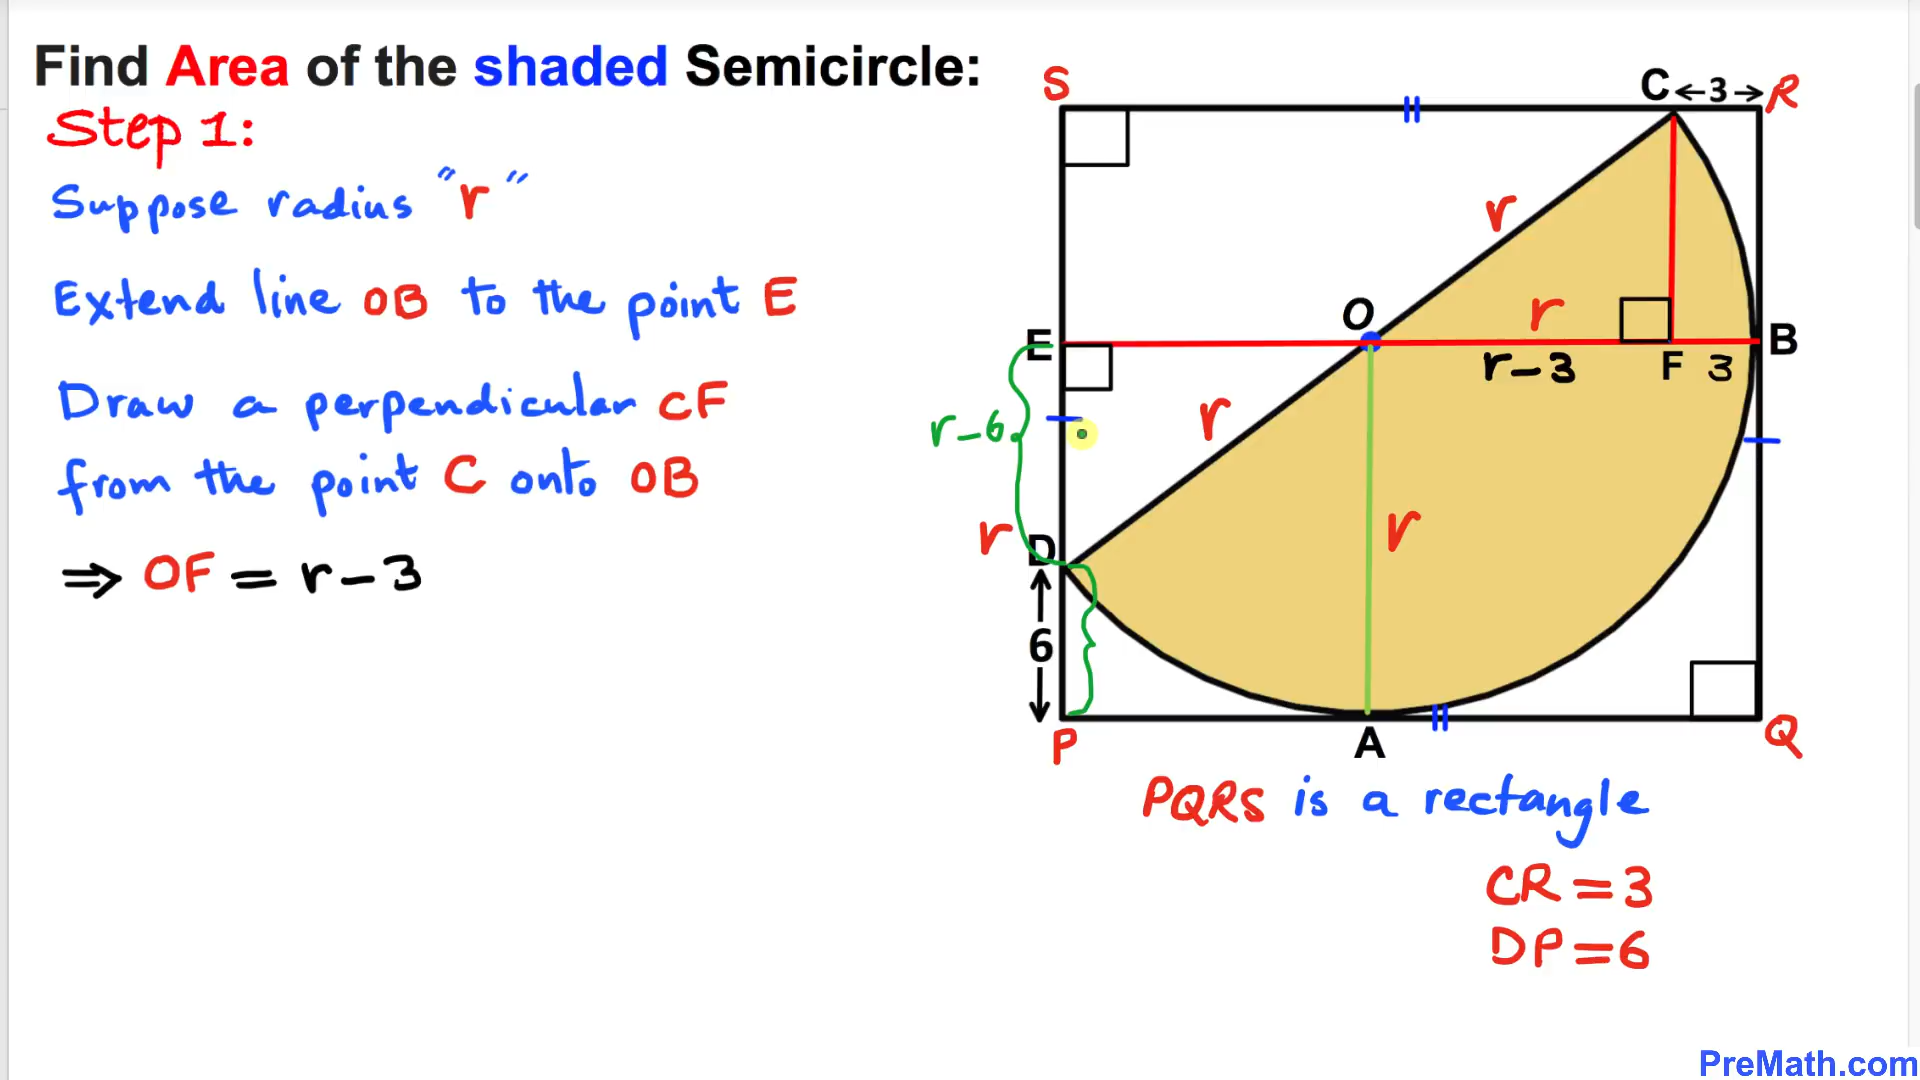 Find Area of the shaded Semicircle:
Step 1:
Suppose radius "r"
Extend line OB to the point E
Draw a perpendicular CF
from the point C onto OB
⇒ OF = r - 3
S
C
←3→
R
r
O
r
E
B
r-3
F
3
r
r-6
r
r
D
6
P
A
Q
PQRS is a rectangle
CR = 3
DP = 6
PreMath.com